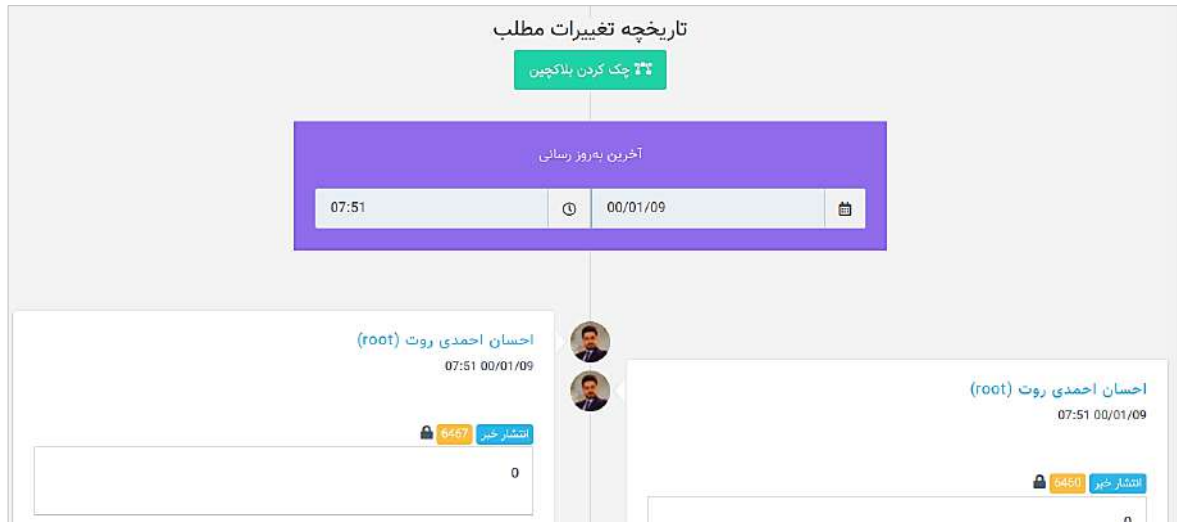 تاریخچه تغییرات مطلب
چک کردن بلاکچین
آخرین به‌روز رسانی
00/01/09
07:51
احسان احمدی روت (root)
07:51 00/01/09
انتشار خبر 6467
0
احسان احمدی روت (root)
07:51 00/01/09
انتشار خبر 6460
0